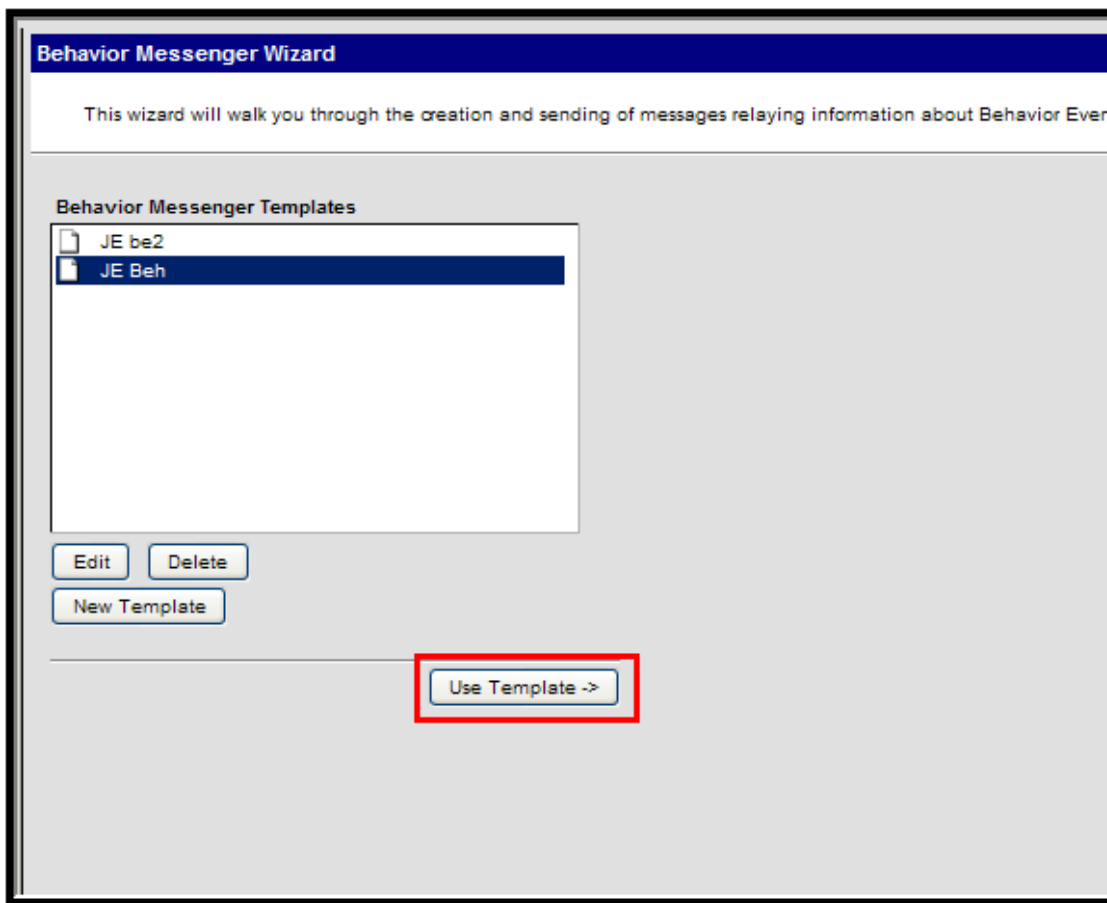 Behavior Messenger Wizard
This wizard will walk you through the creation and sending of messages relaying information about Behavior
Behavior Messenger Templates
JE be2
JE Beh
Edit Delete
New Template
Use Template ->